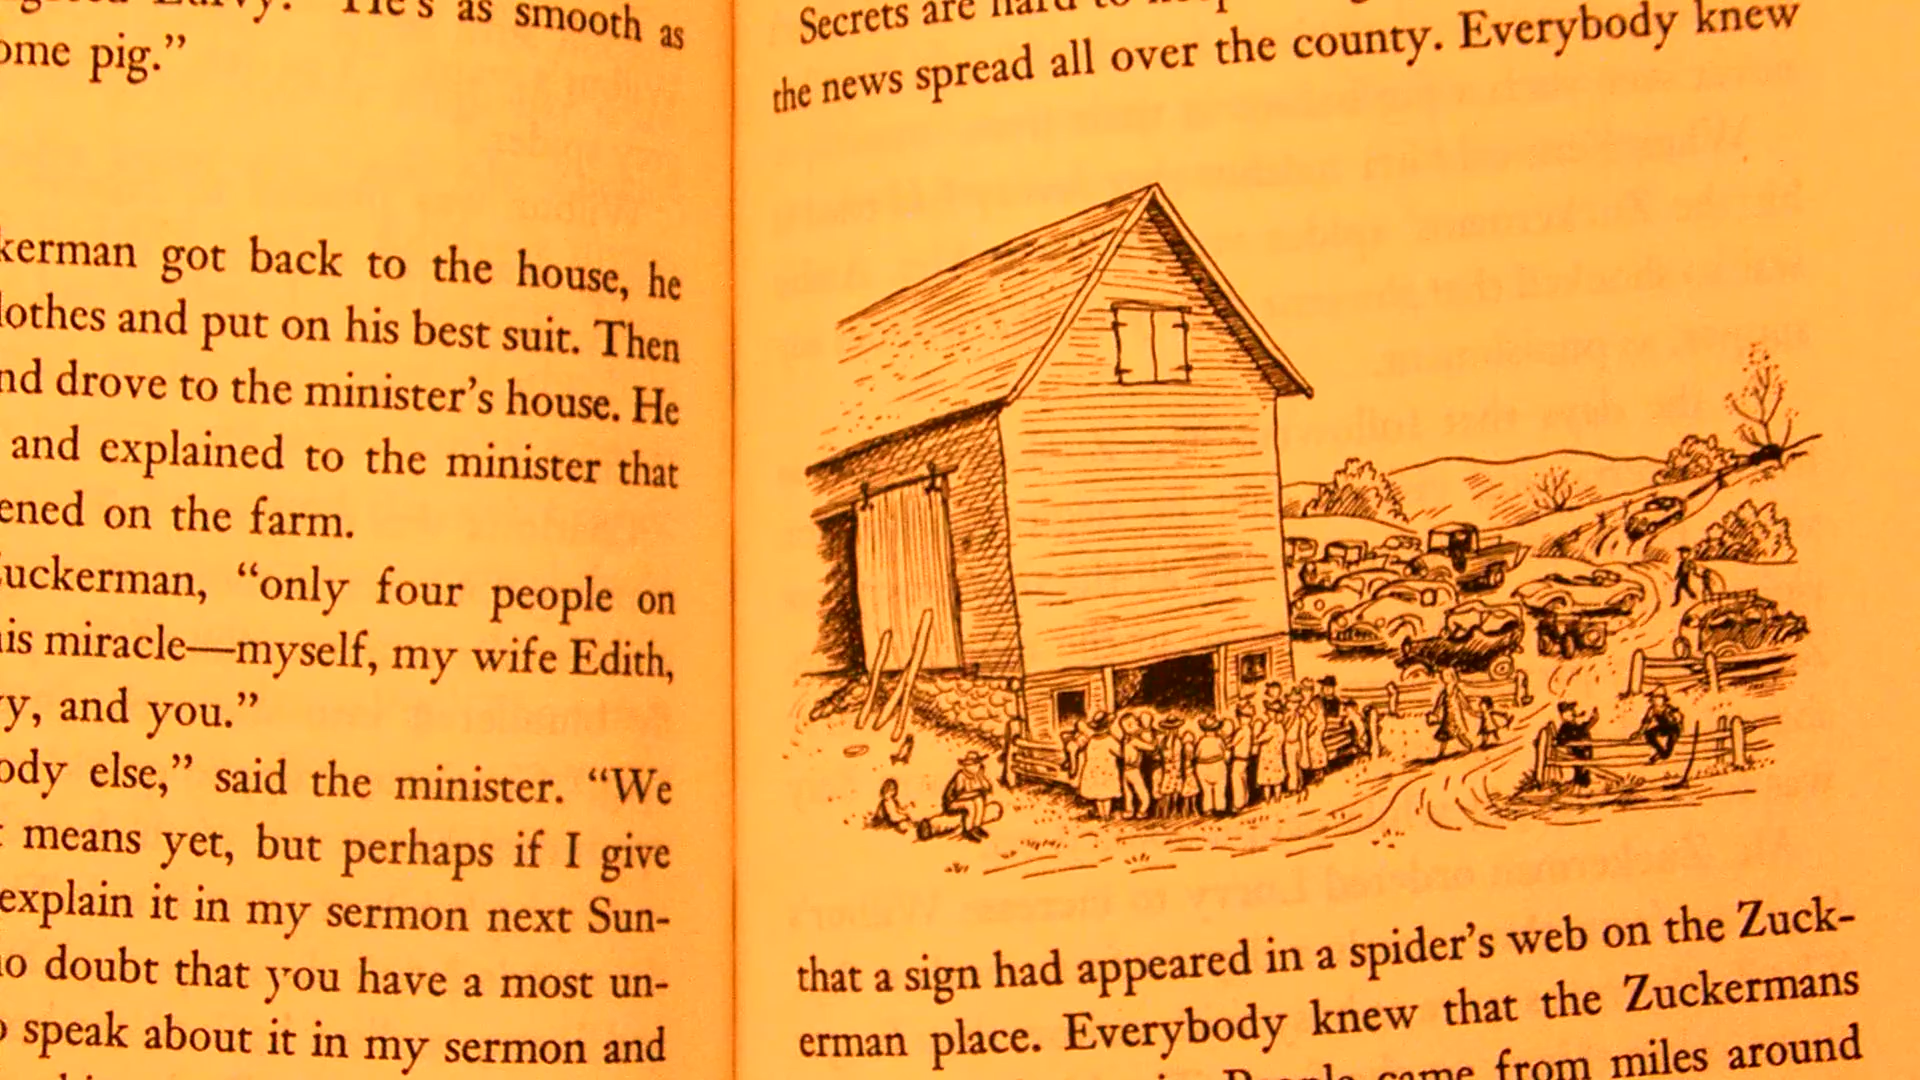 He's as smooth as
ome pig.”
kerman got back to the house, he
lothes and put on his best suit. Then
nd drove to the minister's house. He
and explained to the minister that
ened on the farm.
uckerman, “only four people on
is miracle—myself, my wife Edith,
y, and you.”
ody else,” said the minister. “We
means yet, but perhaps if I give
explain it in my sermon next Sun-
o doubt that you have a most un-
speak about it in my sermon and
Secrets are hard to keep
the news spread all over the county. Everybody knew
that a sign had appeared in a spider's web on the Zuck-
erman place. Everybody knew that the Zuckermans
People came from miles around